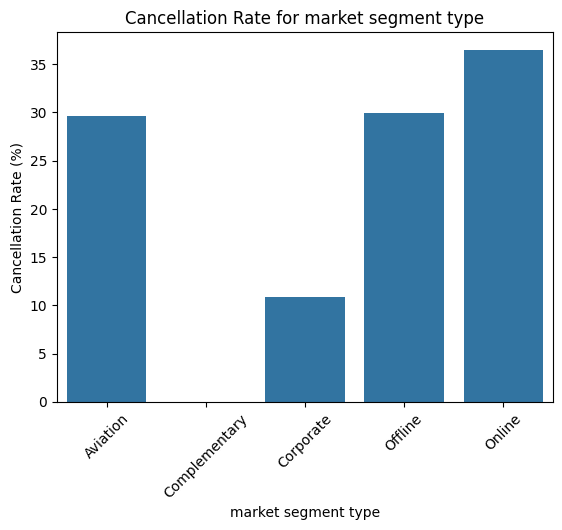 Cancellation Rate for market segment type
Cancellation Rate (%)
35
30
25
20
15
10
5
0
Aviation
Complementary
Corporate
Offline
Online
market segment type